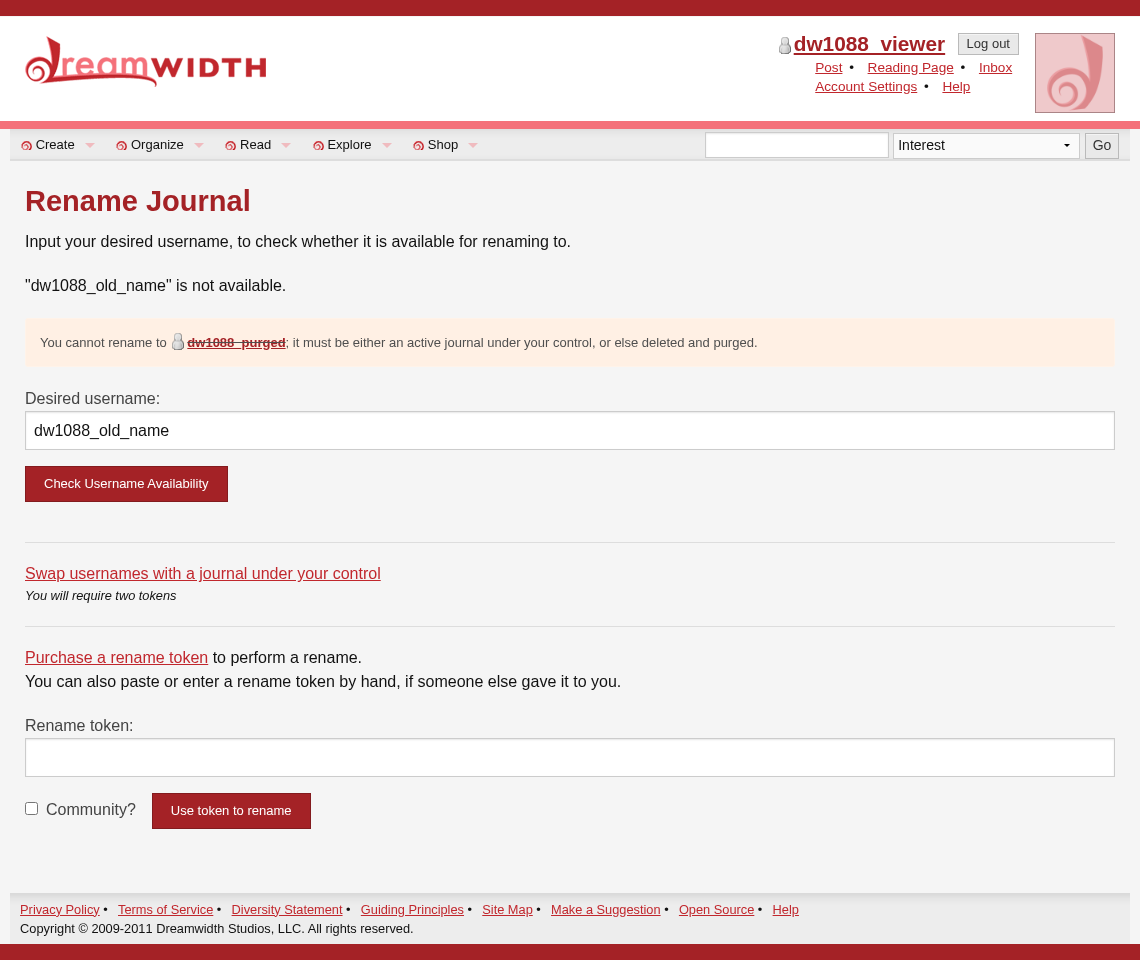 dreamWIDTH
dw1088_viewer Log out
Post • Reading Page • Inbox
Account Settings • Help
Create Organize Read Explore Shop Interest Go
Rename Journal
Input your desired username, to check whether it is available for renaming to.
"dw1088_old_name" is not available.
You cannot rename to dw1088_purged; it must be either an active journal under your control, or else deleted and purged.
Desired username:
dw1088_old_name
Check Username Availability
Swap usernames with a journal under your control
You will require two tokens
Purchase a rename token to perform a rename.
You can also paste or enter a rename token by hand, if someone else gave it to you.
Rename token:
Community? Use token to rename
Privacy Policy • Terms of Service • Diversity Statement • Guiding Principles • Site Map • Make a Suggestion • Open Source • Help
Copyright © 2009-2011 Dreamwidth Studios, LLC. All rights reserved.